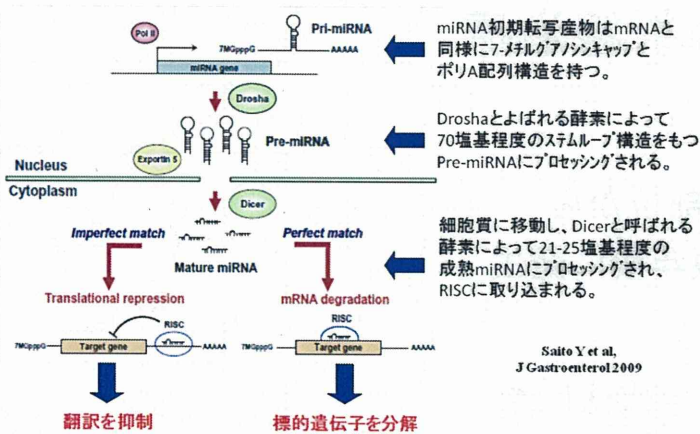 Pol II
7MGpppG
Pri-miRNA
AAAAA
miRNA gene
miRNA初期転写産物はmRNAと
同様に7-メチルグアノシンキャップと
ポリA配列構造を持つ。
Drosha
Pre-miRNA
Exportin 5
Droshaとよばれる酵素によって
70塩基程度のステムループ構造をもつ
Pre-miRNAにプロセッシングされる。
Nucleus
Cytoplasm
Dicer
Imperfect match
Perfect match
Mature miRNA
細胞質に移動し、Dicerと呼ばれる
酵素によって21-25塩基程度の
成熟miRNAにプロセッシングされ、
RISCに取り込まれる。
Translational repression
mRNA degradation
RISC
7MGpppG
Target gene
AAAAA
RISC
7MGpppG
Target gene
AAAAA
Saito Y et al,
J Gastroenterol 2009
翻訳を抑制
標的遺伝子を分解